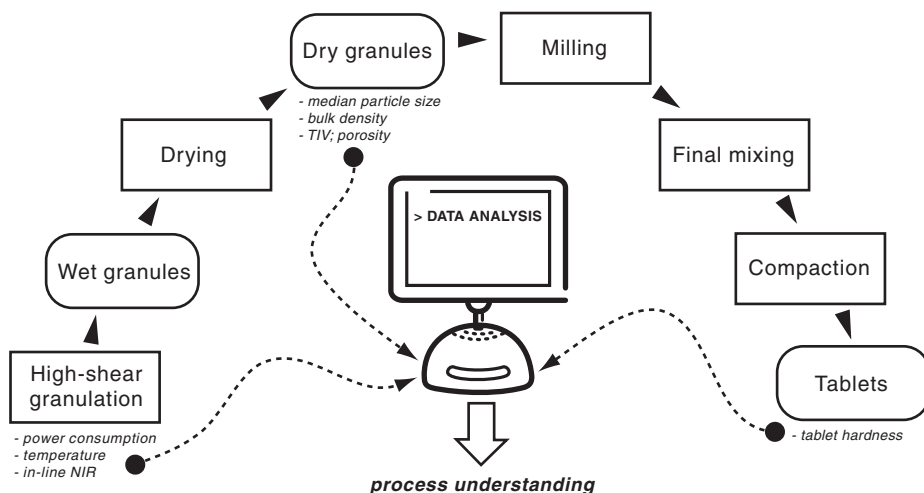 Dry granules
- median particle size
- bulk density
- TIV; porosity
Milling
Drying
Final mixing
> DATA ANALYSIS
Wet granules
Compaction
High-shear
granulation
- power consumption
- temperature
- in-line NIR
Tablets
- tablet hardness
process understanding